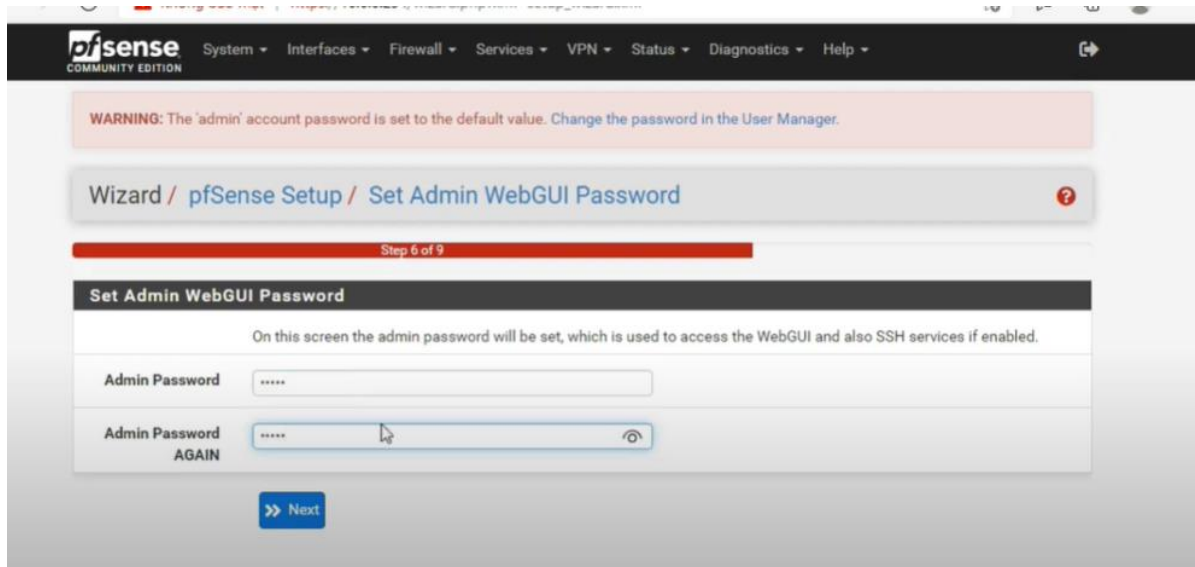 pfsense System Interfaces Firewall Services VPN Status Diagnostics Help
COMMUNITY EDITION
WARNING: The 'admin' account password is set to the default value. Change the password in the User Manager.
Wizard / pfSense Setup / Set Admin WebGUI Password
Step 6 of 9
Set Admin WebGUI Password
On this screen the admin password will be set, which is used to access the WebGUI and also SSH services if enabled.
Admin Password •••••
Admin Password •••••
AGAIN
Next